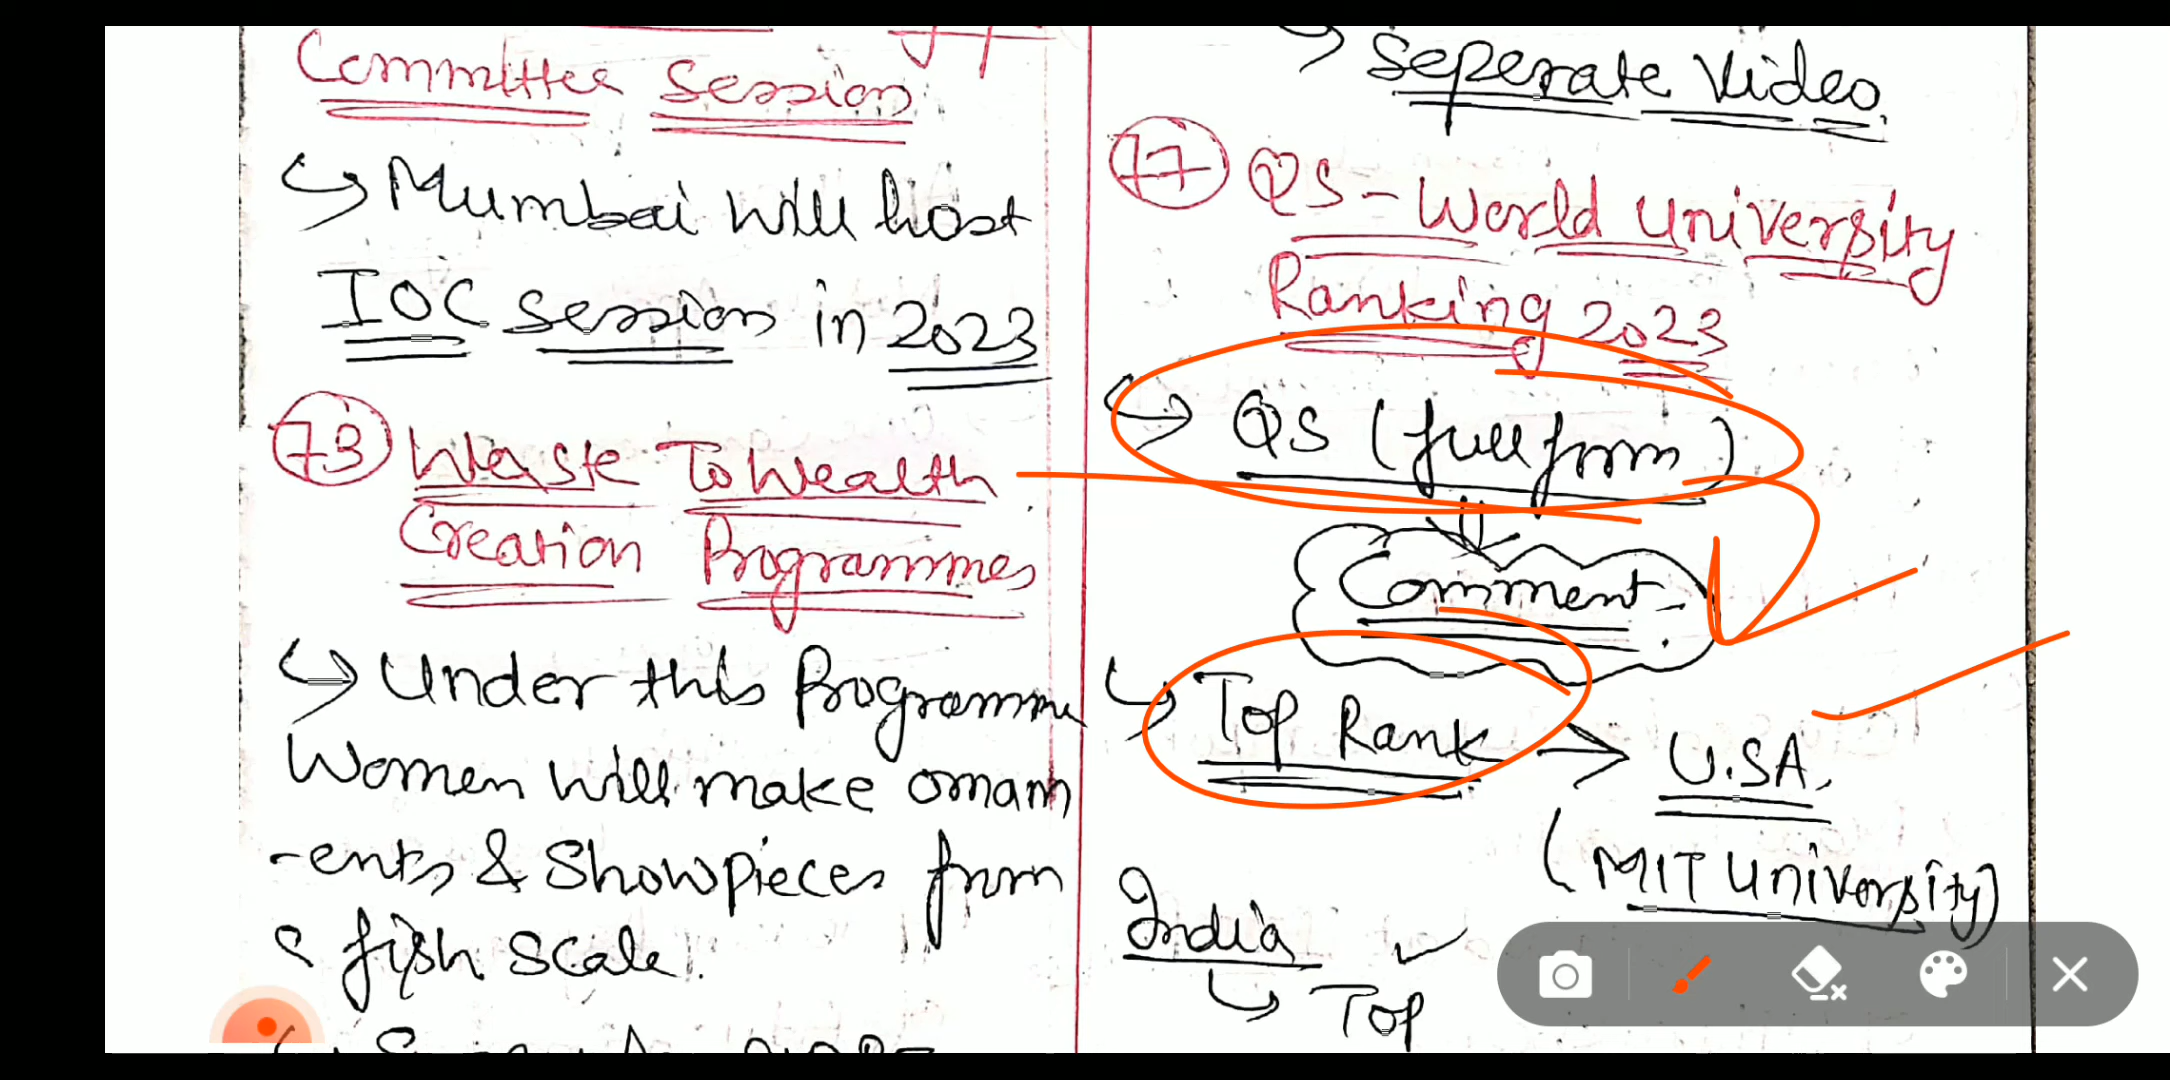 Committee Session
↪ Mumbai will host
IOC Session in 2023
73 Waste To Wealth
Creation Programmes
↪ Under this Programme
Women will make ornam
-ents & Showpieces from
fish scale.
↪ Seperate Video
77 QS - World University
Ranking 2023
↪ QS (full form)
Comment
↪ Top Rank → U.S.A.
(MIT University)
India
↪ Top